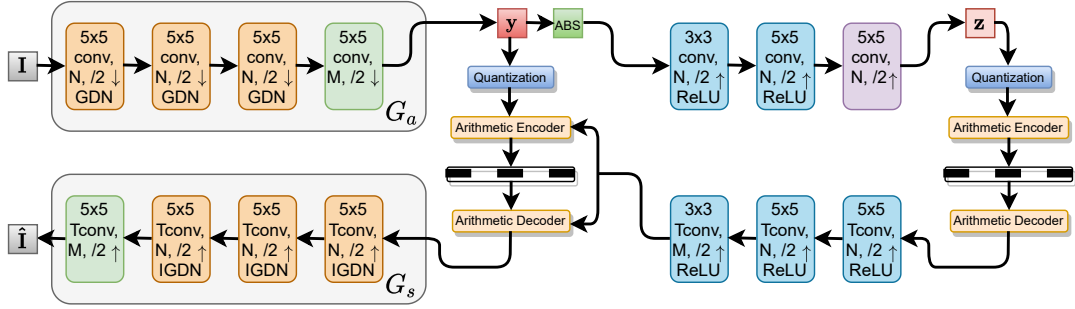 I
5x5
conv,
N, /2 ↓
GDN
5x5
conv,
N, /2 ↓
GDN
5x5
conv,
N, /2 ↓
GDN
5x5
conv,
M, /2 ↓
G_a
y
ABS
Quantization
Arithmetic Encoder
Arithmetic Decoder
3x3
conv,
N, /2 ↑
ReLU
5x5
conv,
N, /2 ↑
ReLU
5x5
conv,
N, /2↑
z
Quantization
Arithmetic Encoder
Arithmetic Decoder
Î
5x5
Tconv,
M, /2 ↑
5x5
Tconv,
N, /2 ↑
IGDN
5x5
Tconv,
N, /2 ↑
IGDN
5x5
Tconv,
N, /2 ↑
IGDN
G_s
3x3
Tconv,
M, /2 ↑
ReLU
5x5
Tconv,
N, /2 ↑
ReLU
5x5
Tconv,
N, /2 ↑
ReLU